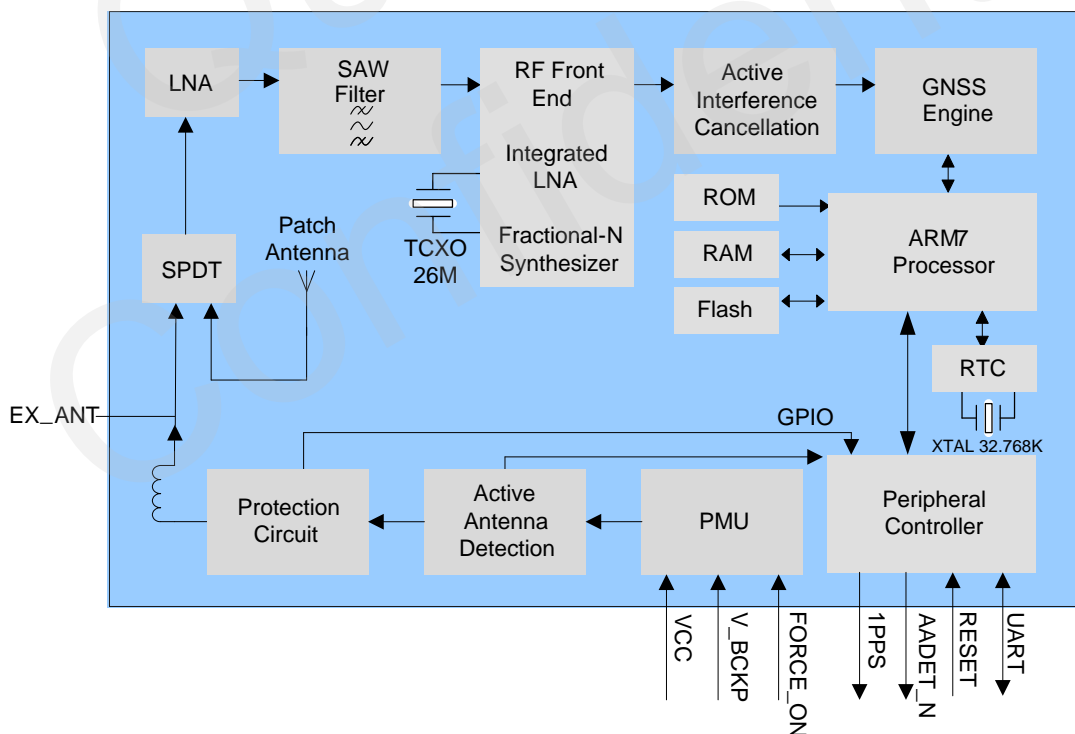 LNA
SAW
Filter
RF Front
End
Integrated
LNA
Fractional-N
Synthesizer
Active
Interference
Cancellation
GNSS
Engine
TCXO
26M
ROM
RAM
Flash
ARM7
Processor
Patch
Antenna
SPDT
RTC
XTAL 32.768K
EX_ANT
GPIO
Protection
Circuit
Active
Antenna
Detection
PMU
Peripheral
Controller
VCC
V_BCKP
FORCE_ON
1PPS
AADET_N
RESET
UART
Confidential